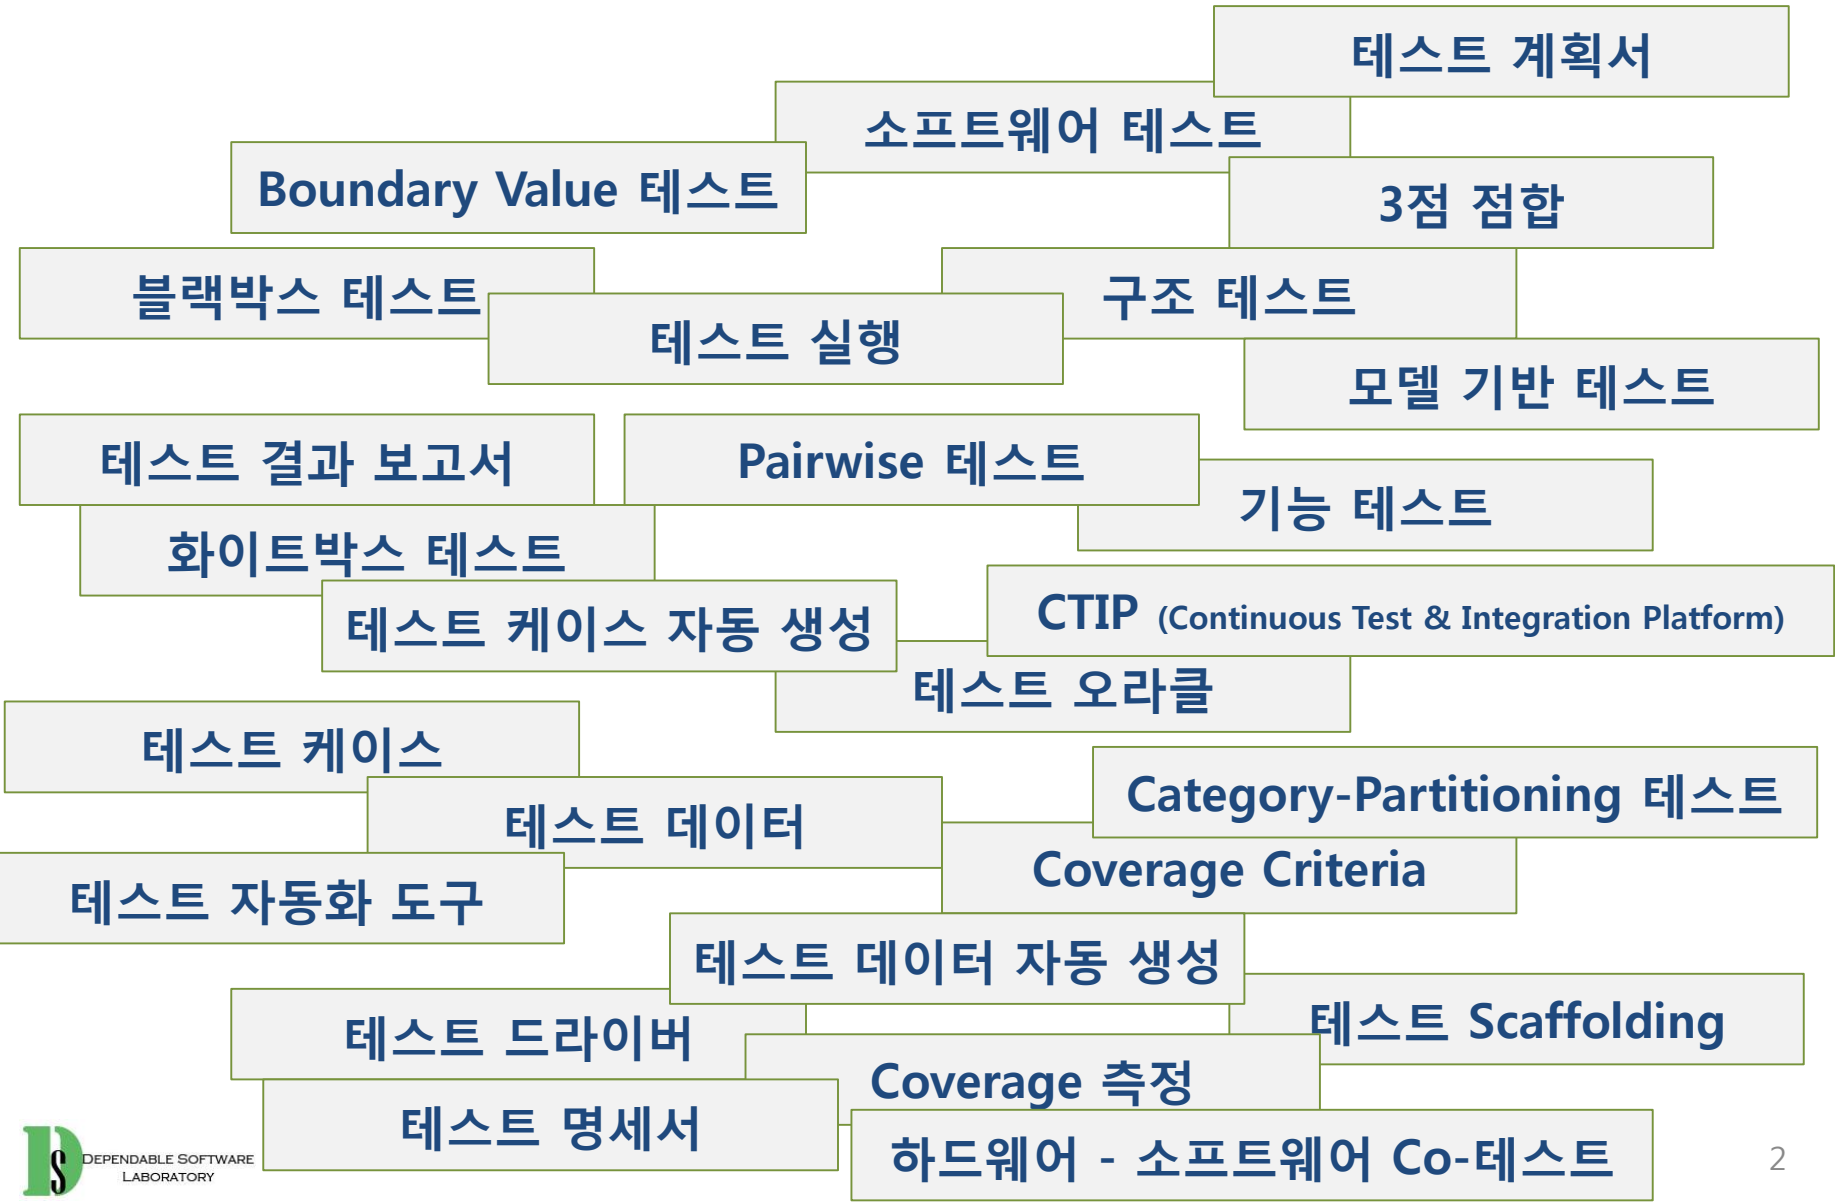 테스트 계획서
소프트웨어 테스트
Boundary Value 테스트
3점 점합
블랙박스 테스트
구조 테스트
테스트 실행
모델 기반 테스트
테스트 결과 보고서
Pairwise 테스트
기능 테스트
화이트박스 테스트
CTIP (Continuous Test & Integration Platform)
테스트 케이스 자동 생성
테스트 오라클
테스트 케이스
Category-Partitioning 테스트
테스트 데이터
Coverage Criteria
테스트 자동화 도구
테스트 데이터 자동 생성
테스트 Scaffolding
테스트 드라이버
Coverage 측정
테스트 명세서
하드웨어 - 소프트웨어 Co-테스트
DEPENDABLE SOFTWARE
LABORATORY
2